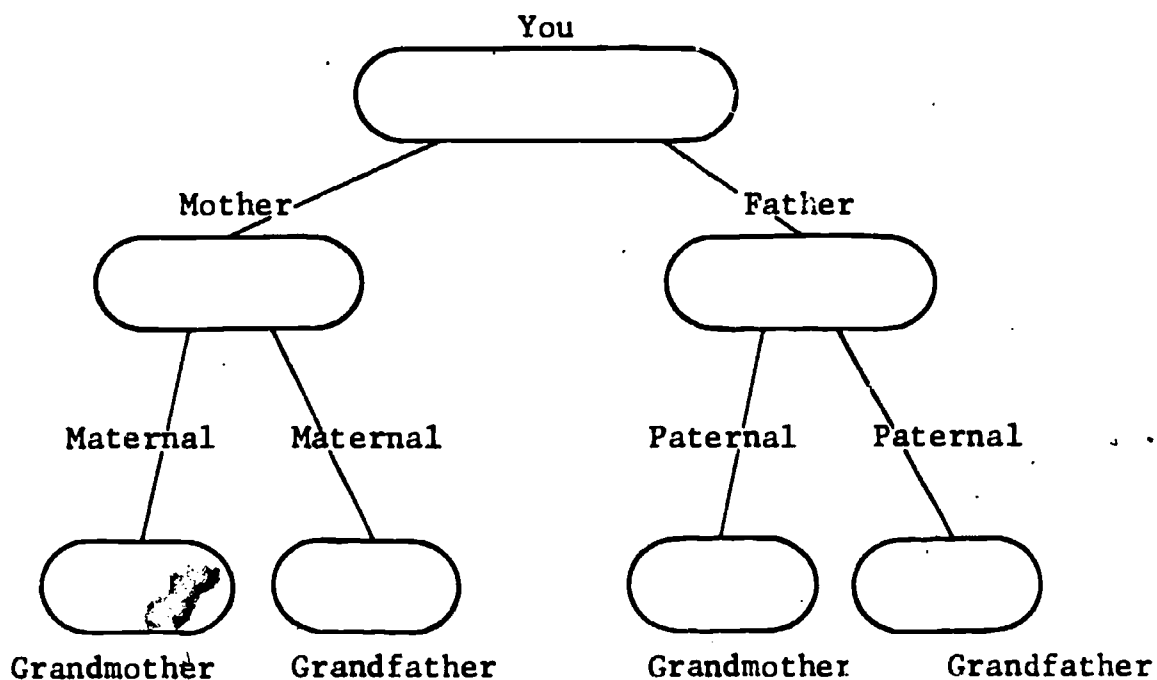 You
Mother Father
Maternal Maternal Paternal Paternal
Grandmother Grandfather Grandmother Grandfather